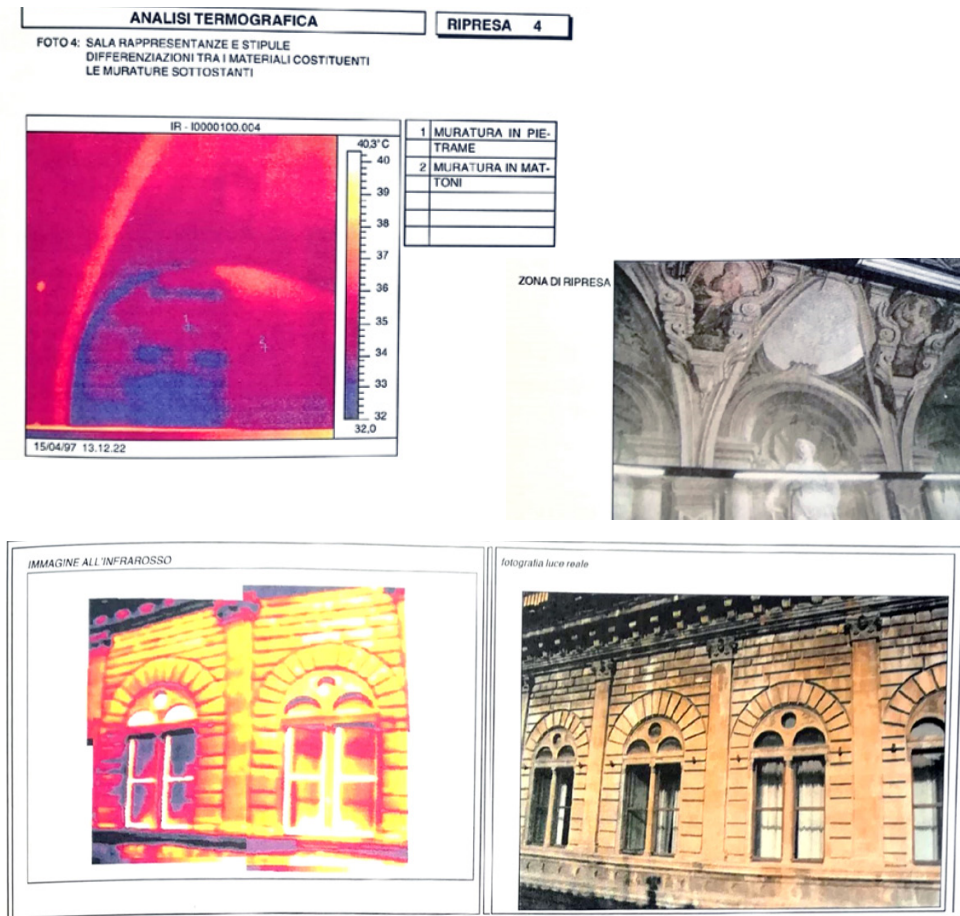 ANALISI TERMOGRAFICA
RIPRESA 4
FOTO 4: SALA RAPPRESENTANZE E STIPULE
DIFFERENZIAZIONI TRA I MATERIALI COSTITUENTI
LE MURATURE SOTTOSTANTI
IR - I0000100.004
40,3° C
40
39
38
37
36
35
34
33
32
32,0
15/04/97 13.12.22
1 MURATURA IN PIE-
TRAME
2 MURATURA IN MAT-
TONI
ZONA DI RIPRESA
IMMAGINE ALL'INFRAROSSO
fotografia luce reale